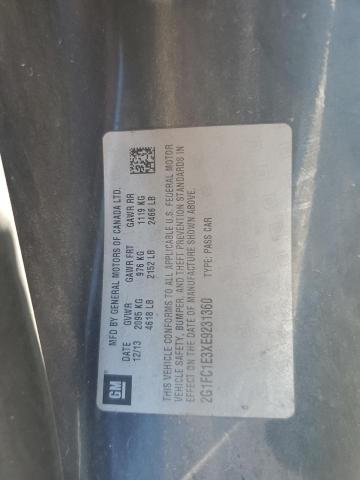 GM
MFD BY GENERAL MOTORS OF CANADA LTD.
DATE GVWR GAWR FRT GAWR RR
12/13 2095 KG 976 KG 1119 KG
4618 LB 2152 LB 2466 LB
THIS VEHICLE CONFORMS TO ALL APPLICABLE U.S. FEDERAL MOTOR
VEHICLE SAFETY, BUMPER, AND THEFT PREVENTION STANDARDS IN
EFFECT ON THE DATE OF MANUFACTURE SHOWN ABOVE.
2G1FC1E3XE9231360 TYPE: PASS CAR